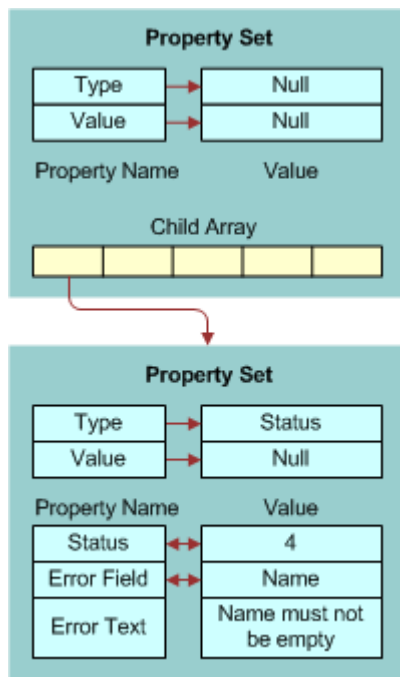 Property Set
Type Null
Value Null
Property Name Value
Child Array
Property Set
Type Status
Value Null
Property Name Value
Status 4
Error Field Name
Error Text Name must not
be empty